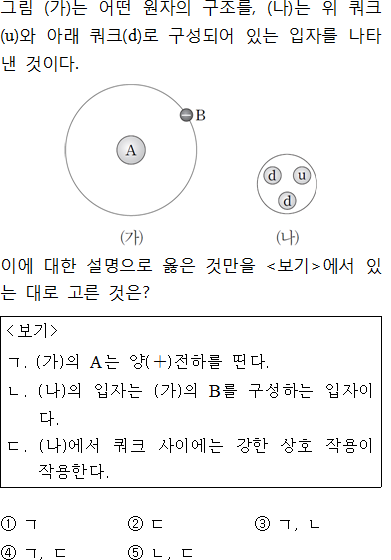 그림 (가)는 어떤 원자의 구조를, (나)는 위 쿼크
(u)와 아래 쿼크(d)로 구성되어 있는 입자를 나타
낸 것이다.
A
B
d u
d
(가) (나)
이에 대한 설명으로 옳은 것만을 <보기>에서 있
는 대로 고른 것은?
<보기>
ㄱ. (가)의 A는 양(+)전하를 띤다.
ㄴ. (나)의 입자는 (가)의 B를 구성하는 입자이
다.
ㄷ. (나)에서 쿼크 사이에는 강한 상호 작용이
작용한다.
① ㄱ ② ㄷ ③ ㄱ, ㄴ
④ ㄱ, ㄷ ⑤ ㄴ, ㄷ